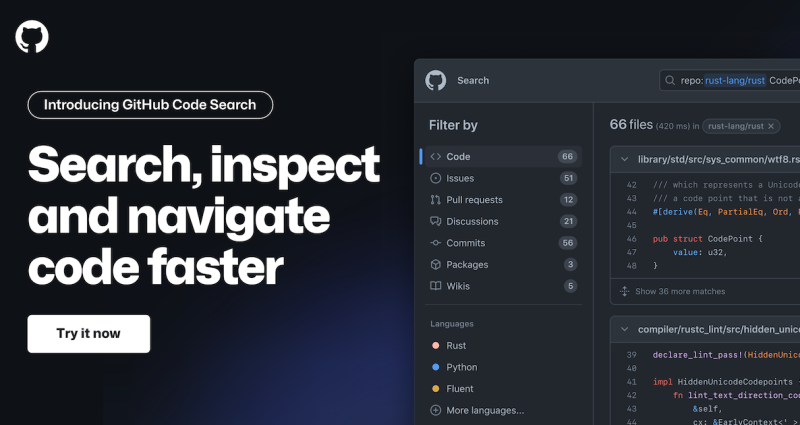 Introducing GitHub Code Search
Search, inspect
and navigate
code faster
Try it now
Search
repo:rust-lang/rust CodePo
Filter by
Code 66
Issues 51
Pull requests 12
Discussions 21
Commits 56
Packages 3
Wikis 5
Languages
Rust
Python
Fluent
More languages...
66 files (420 ms) in rust-lang/rust ×
library/std/src/sys_common/wtf8.rs
42 /// which represents a Unicode
43 /// a code point that is not a
44 #[derive(Eq, PartialEq, Ord,
45
46 pub struct CodePoint {
47 value: u32,
48 }
Show 36 more matches
compiler/rustc_lint/src/hidden_unico
39 declare_lint_pass!(HiddenUnico
40
41 impl HiddenUnicodeCodepoints
42 fn lint_text_direction_cod
43 &self,
44 cx: &EarlyContext<'_>